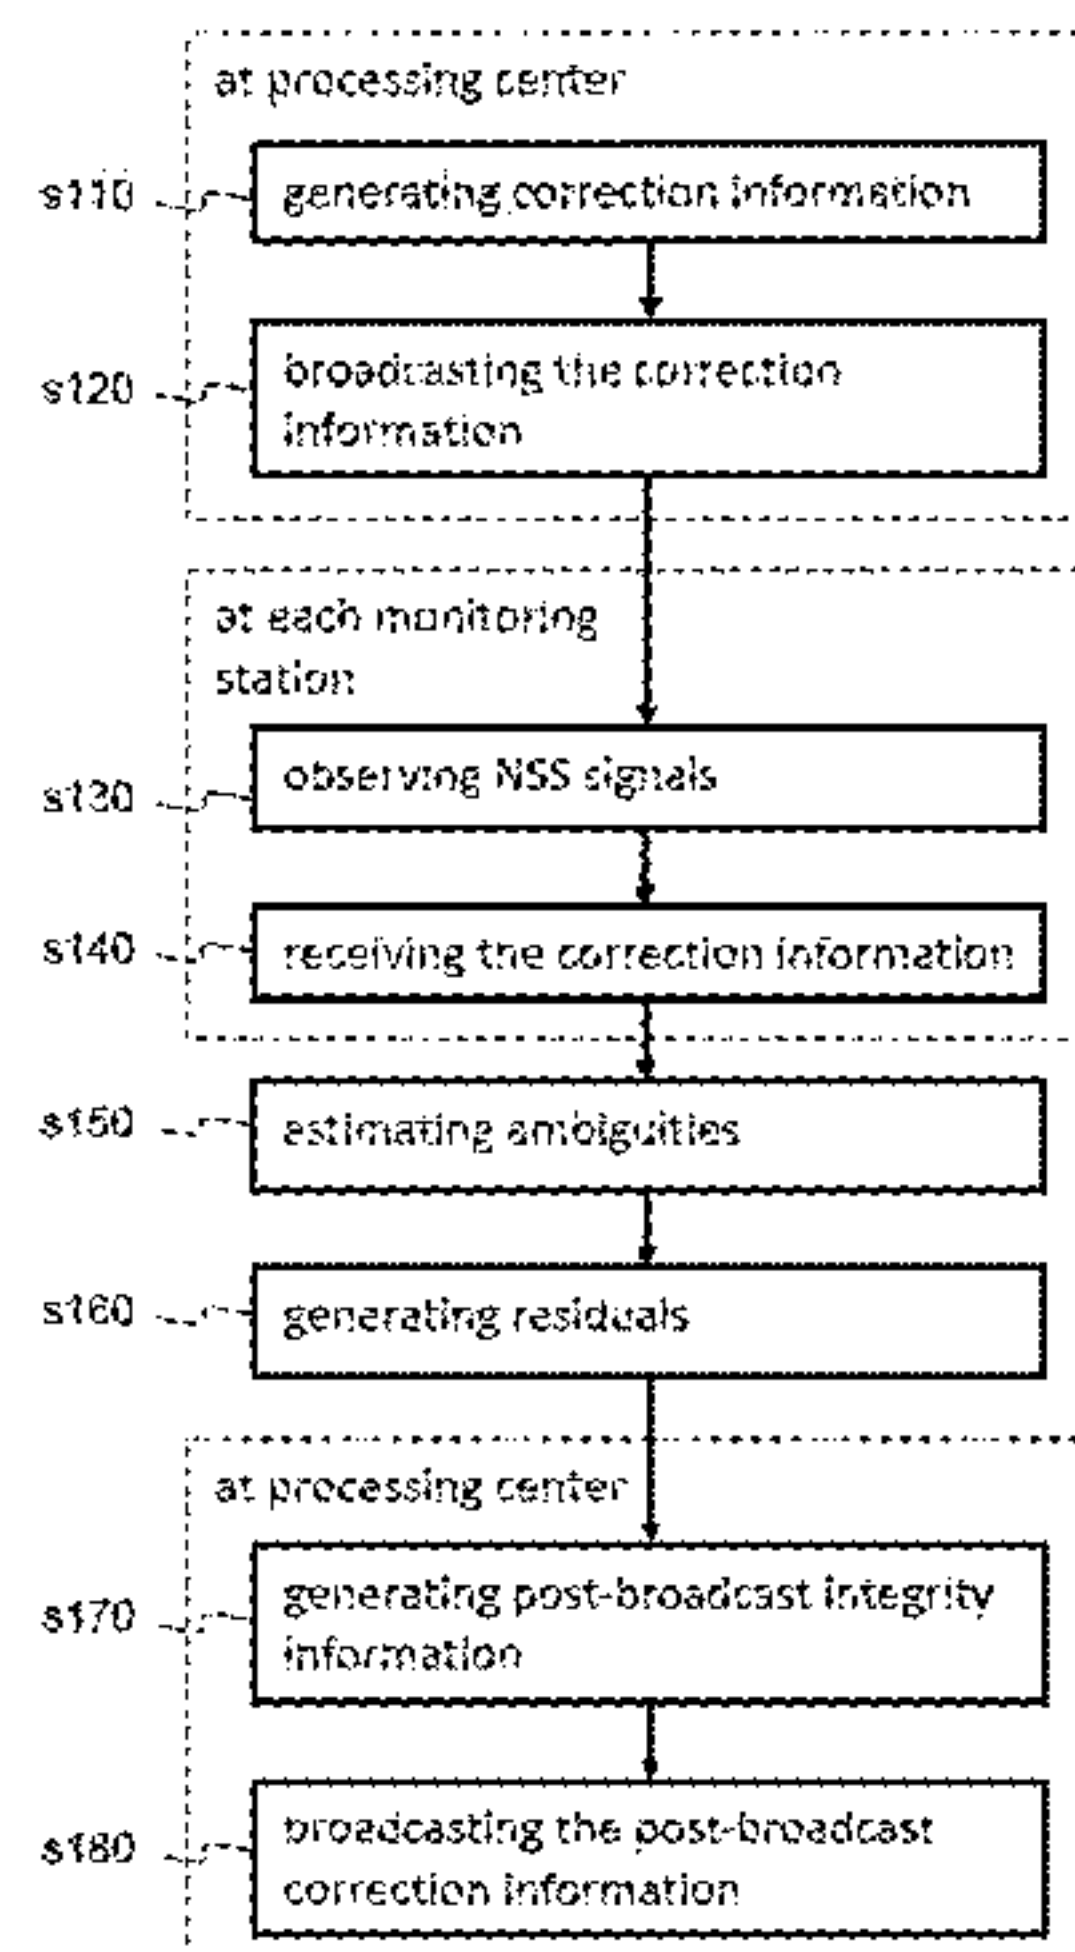 at processing center
s110
generating correction information
s120
broadcasting the correction
information
at each monitoring
station
s130
observing NSS signals
s140
receiving the correction information
s150
estimating ambiguities
s160
generating residuals
at processing center
s170
generating post-broadcast integrity
information
s180
broadcasting the post-broadcast
correction information